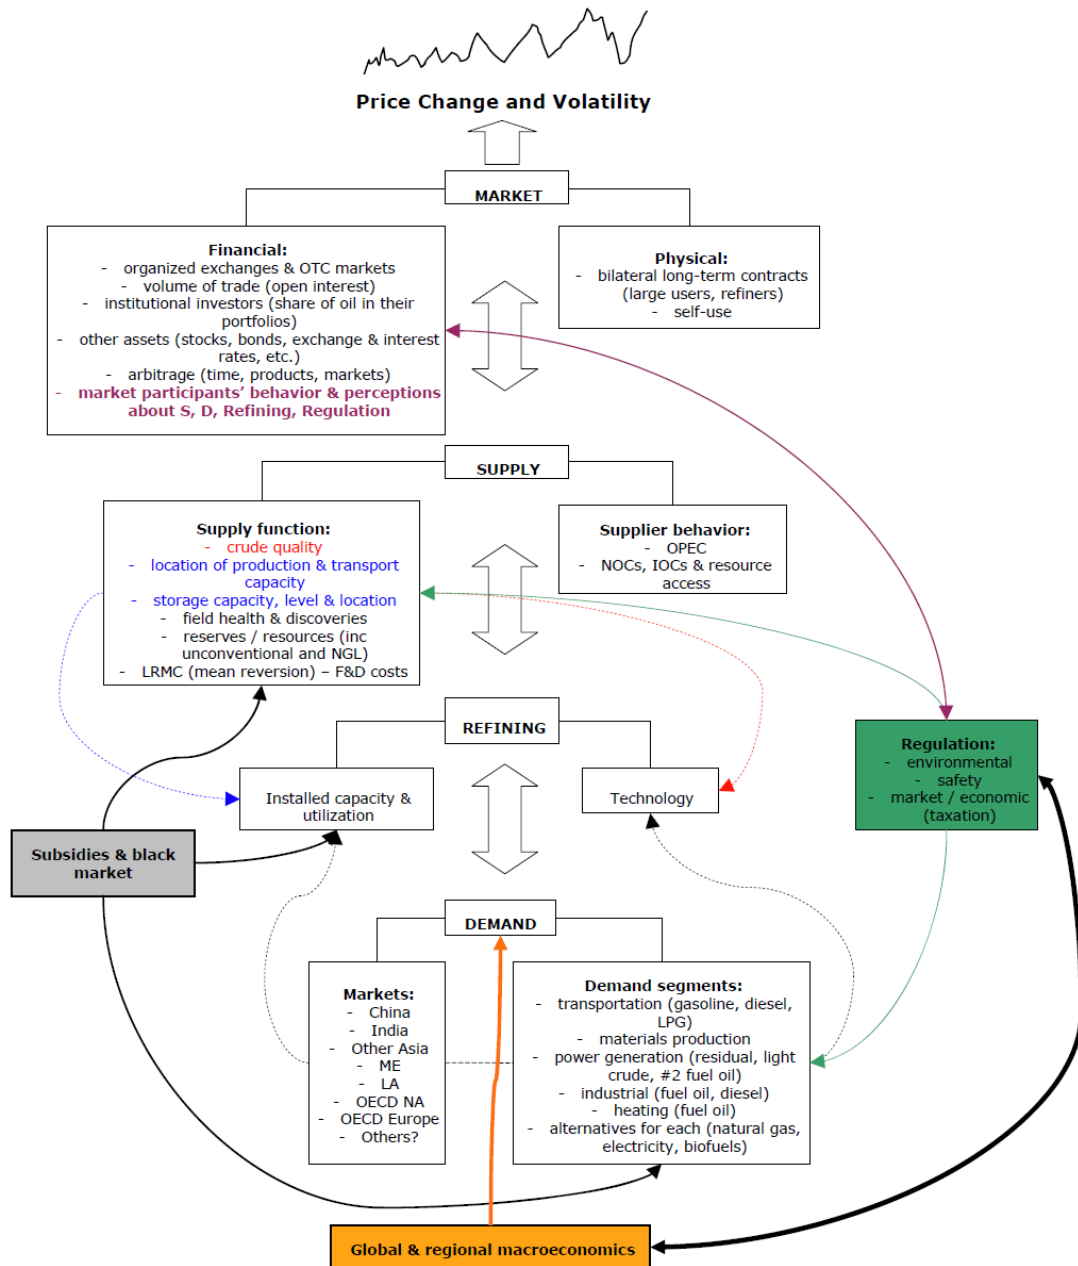 Price Change and Volatility
MARKET
Financial:
- organized exchanges & OTC markets
- volume of trade (open interest)
- institutional investors (share of oil in their
portfolios)
- other assets (stocks, bonds, exchange & interest
rates, etc.)
- arbitrage (time, products, markets)
- market participants’ behavior & perceptions
about S, D, Refining, Regulation
Physical:
- bilateral long-term contracts
(large users, refiners)
- self-use
SUPPLY
Supply function:
- crude quality
- location of production & transport
capacity
- storage capacity, level & location
- field health & discoveries
- reserves / resources (inc
unconventional and NGL)
- LRMC (mean reversion) – F&D costs
Supplier behavior:
- OPEC
- NOCs, IOCs & resource
access
REFINING
Installed capacity &
utilization
Technology
Regulation:
- environmental
- safety
- market / economic
(taxation)
Subsidies & black
market
DEMAND
Markets:
- China
- India
- Other Asia
- ME
- LA
- OECD NA
- OECD Europe
- Others?
Demand segments:
- transportation (gasoline, diesel,
LPG)
- materials production
- power generation (residual, light
crude, #2 fuel oil)
- industrial (fuel oil, diesel)
- heating (fuel oil)
- alternatives for each (natural gas,
electricity, biofuels)
Global & regional macroeconomics